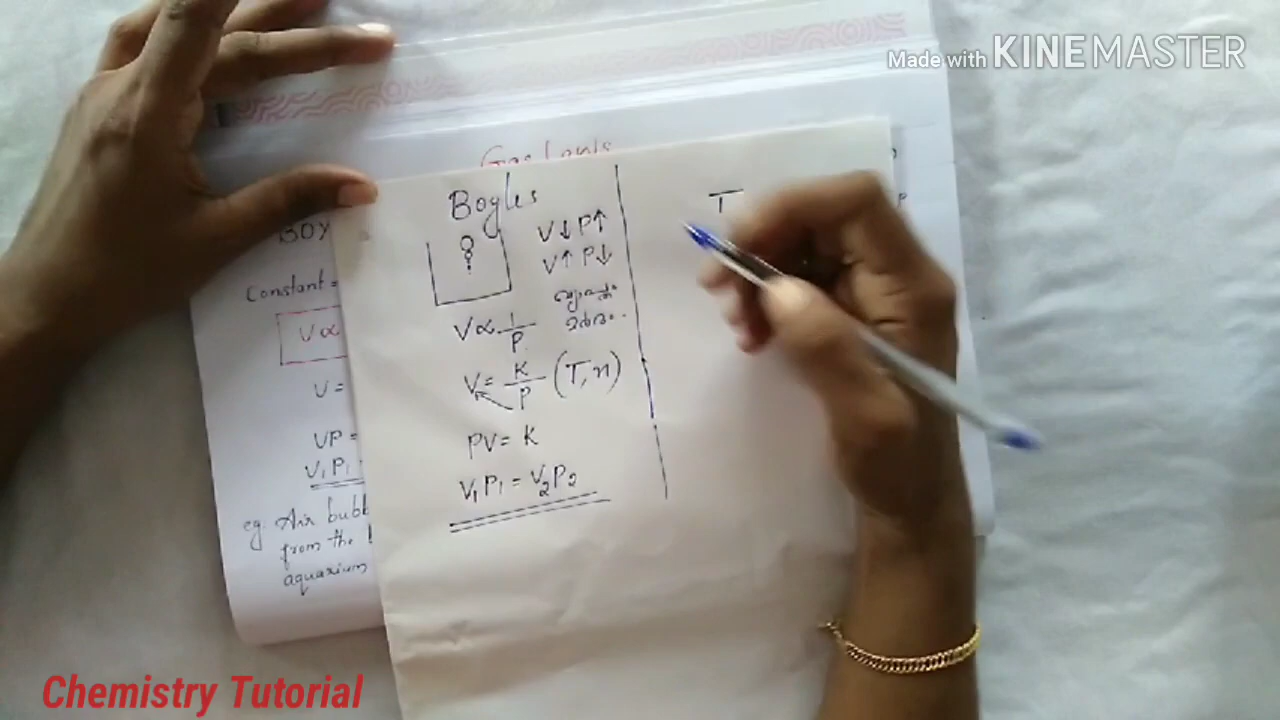 Made with KINEMASTER
Gas Laws
Boyles
V↓ P↑
V↑ P↓
വ്യാപ്തം
മർദ്ദം
V∝ 1/P
V= K/P (T, n)
PV= K
V₁P₁ = V₂P₂
T
P
BOY
Constant =
V∝
V=
VP=
V₁P₁
eg. Air bubb
from the
aquarium
Chemistry Tutorial